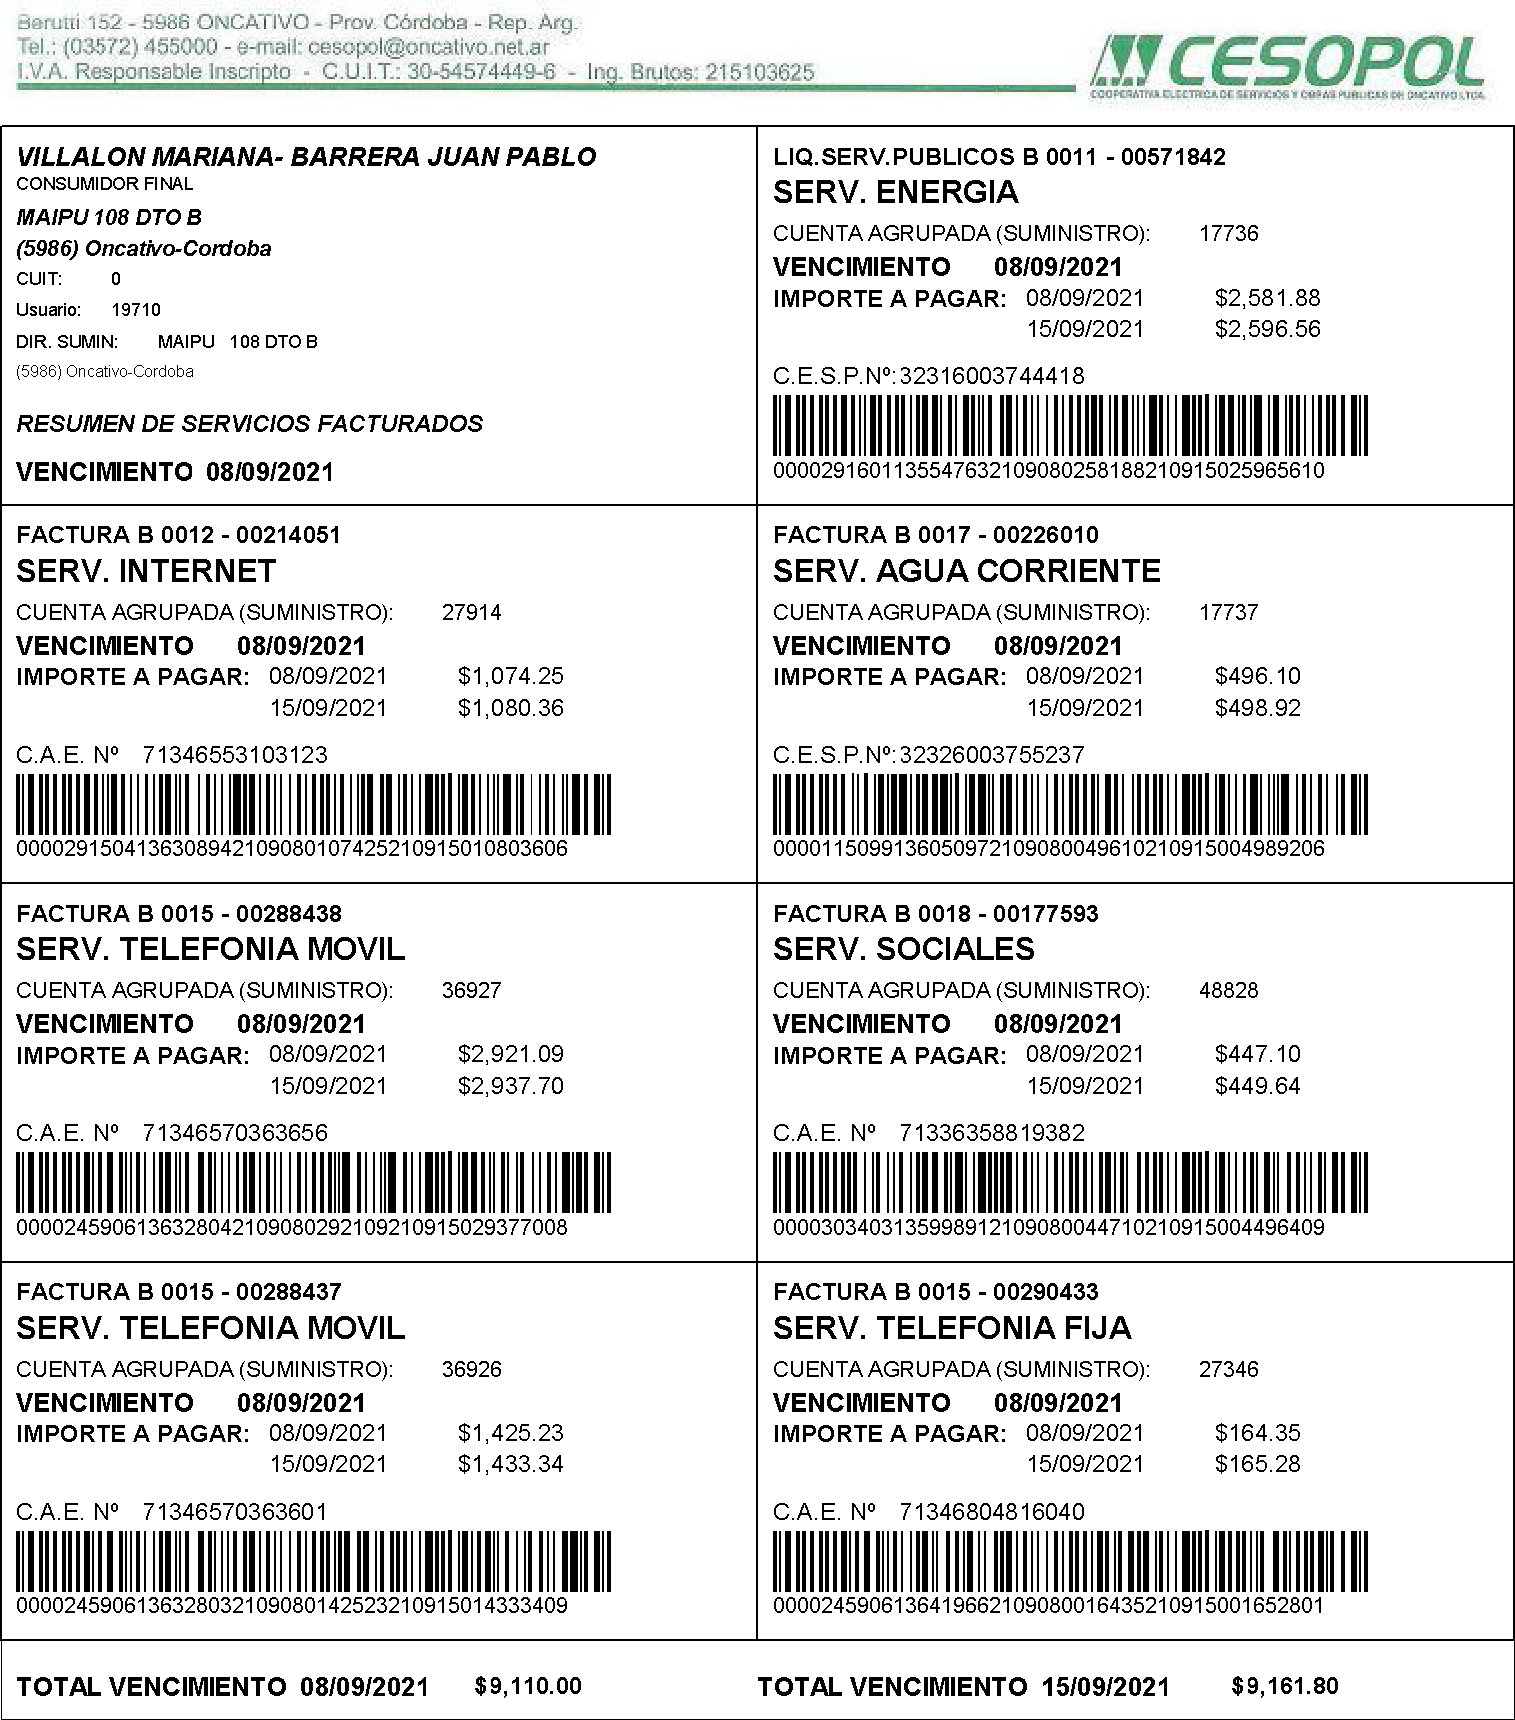 Berutti 152 - 5986 ONCATIVO - Prov. Córdoba - Rep. Arg.
Tel.: (03572) 455000 - e-mail: cesopol@oncativo.net.ar
I.V.A. Responsable Inscripto - C.U.I.T.: 30-54574449-6 - Ing. Brutos: 215103625
CESOPOL
COOPERATIVA ELECTRICA DE SERVICIOS Y OBRAS PUBLICAS DE ONCATIVO LTDA.
VILLALON MARIANA- BARRERA JUAN PABLO
CONSUMIDOR FINAL
MAIPU 108 DTO B
(5986) Oncativo-Cordoba
CUIT: 0
Usuario: 19710
DIR. SUMIN: MAIPU 108 DTO B
(5986) Oncativo-Cordoba
RESUMEN DE SERVICIOS FACTURADOS
VENCIMIENTO 08/09/2021
LIQ.SERV.PUBLICOS B 0011 - 00571842
SERV. ENERGIA
CUENTA AGRUPADA (SUMINISTRO): 17736
VENCIMIENTO 08/09/2021
IMPORTE A PAGAR: 08/09/2021 $2,581.88
15/09/2021 $2,596.56
C.E.S.P.Nº:32316003744418
00002916011355476321090802581882109150259656​10
FACTURA B 0012 - 00214051
SERV. INTERNET
CUENTA AGRUPADA (SUMINISTRO): 27914
VENCIMIENTO 08/09/2021
IMPORTE A PAGAR: 08/09/2021 $1,074.25
15/09/2021 $1,080.36
C.A.E. Nº 71346553103123
0000291504136308942109080107425210915010803606
FACTURA B 0017 - 00226010
SERV. AGUA CORRIENTE
CUENTA AGRUPADA (SUMINISTRO): 17737
VENCIMIENTO 08/09/2021
IMPORTE A PAGAR: 08/09/2021 $496.10
15/09/2021 $498.92
C.E.S.P.Nº:32326003755237
0000115099136050972109080049610210915004989206
FACTURA B 0015 - 00288438
SERV. TELEFONIA MOVIL
CUENTA AGRUPADA (SUMINISTRO): 36927
VENCIMIENTO 08/09/2021
IMPORTE A PAGAR: 08/09/2021 $2,921.09
15/09/2021 $2,937.70
C.A.E. Nº 71346570363656
0000245906136328042109080292109210915029377008
FACTURA B 0018 - 00177593
SERV. SOCIALES
CUENTA AGRUPADA (SUMINISTRO): 48828
VENCIMIENTO 08/09/2021
IMPORTE A PAGAR: 08/09/2021 $447.10
15/09/2021 $449.64
C.A.E. Nº 71336358819382
0000303403135998912109080044710210915004496409
FACTURA B 0015 - 00288437
SERV. TELEFONIA MOVIL
CUENTA AGRUPADA (SUMINISTRO): 36926
VENCIMIENTO 08/09/2021
IMPORTE A PAGAR: 08/09/2021 $1,425.23
15/09/2021 $1,433.34
C.A.E. Nº 71346570363601
0000245906136328032109080142523210915014333409
FACTURA B 0015 - 00290433
SERV. TELEFONIA FIJA
CUENTA AGRUPADA (SUMINISTRO): 27346
VENCIMIENTO 08/09/2021
IMPORTE A PAGAR: 08/09/2021 $164.35
15/09/2021 $165.28
C.A.E. Nº 71346804816040
0000245906136419662109080016435210915001652801
TOTAL VENCIMIENTO 08/09/2021 $9,110.00
TOTAL VENCIMIENTO 15/09/2021 $9,161.80